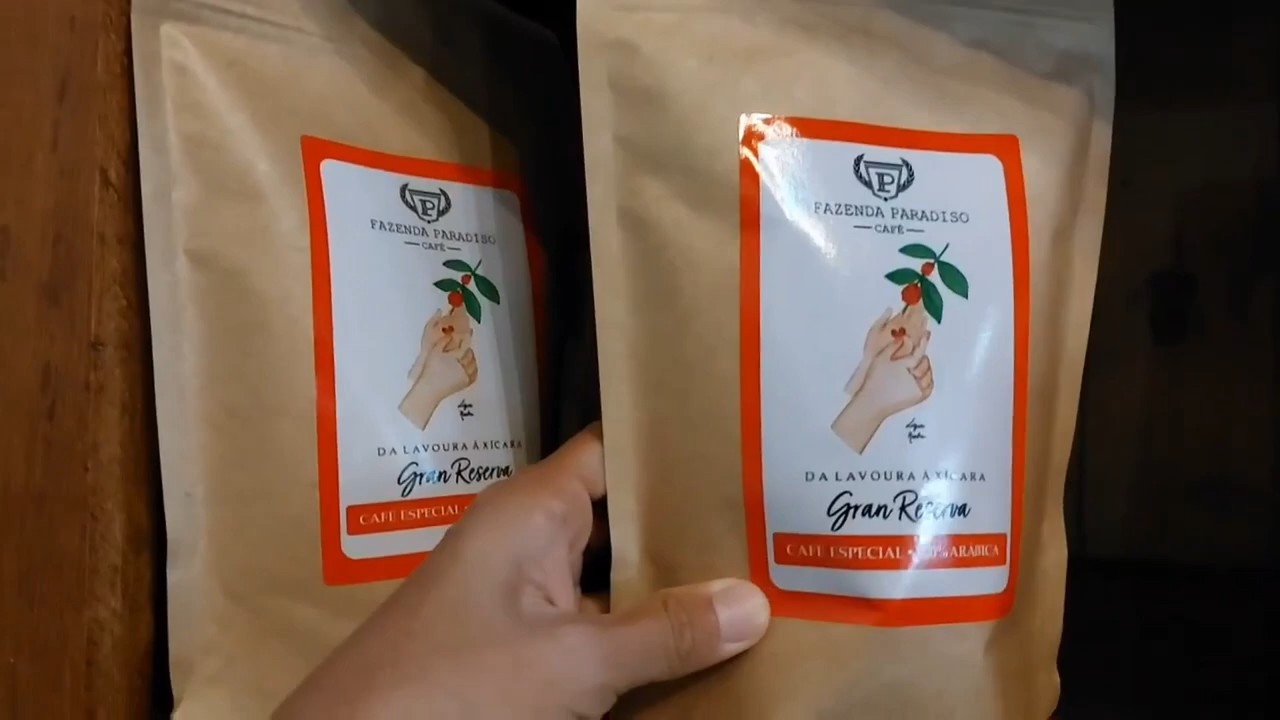 P
FAZENDA PARADISO
CAFÉ
DA LAVOURA À XÍCARA
Gran Reserva
CAFÉ ESPECIAL
P
FAZENDA PARADISO
CAFÉ
DA LAVOURA À XÍCARA
Gran Reserva
CAFÉ ESPECIAL • 100% ARÁBICA